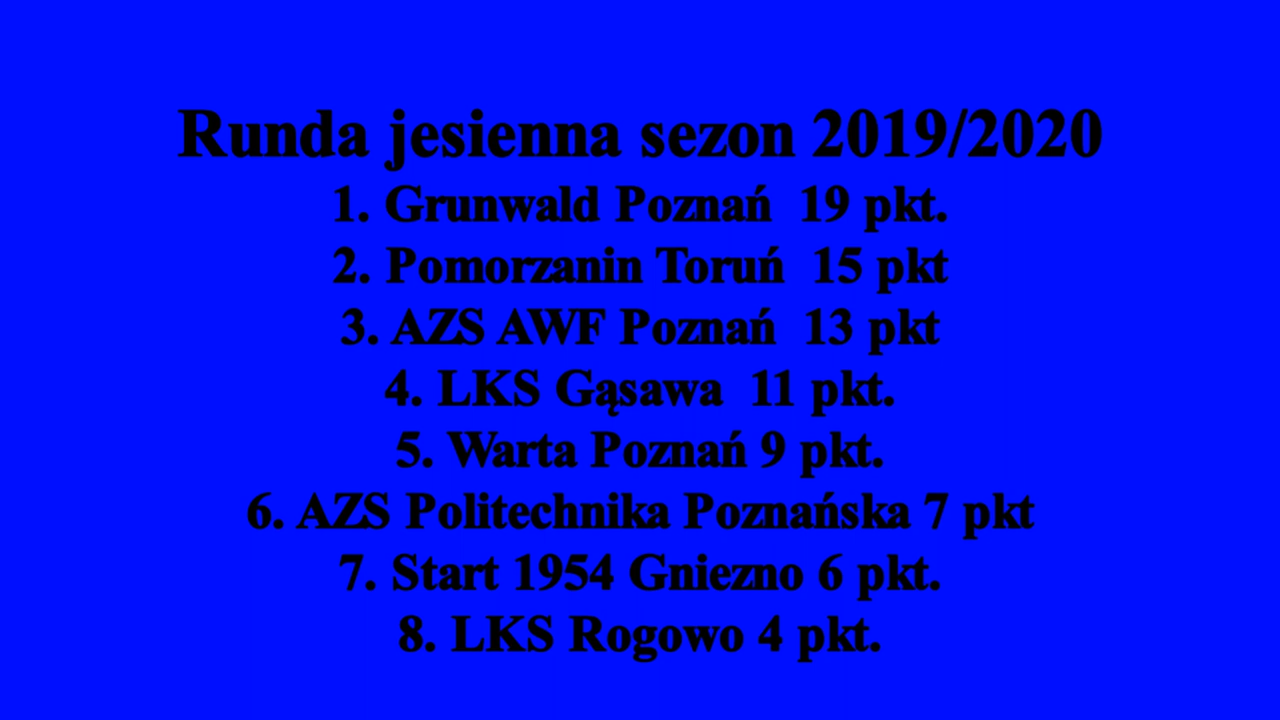 Runda jesienna sezon 2019/2020
1. Grunwald Poznań  19 pkt.
2. Pomorzanin Toruń  15 pkt
3. AZS AWF Poznań  13 pkt
4. LKS Gąsawa  11 pkt.
5. Warta Poznań 9 pkt.
6. AZS Politechnika Poznańska 7 pkt
7. Start 1954 Gniezno 6 pkt.
8. LKS Rogowo 4 pkt.